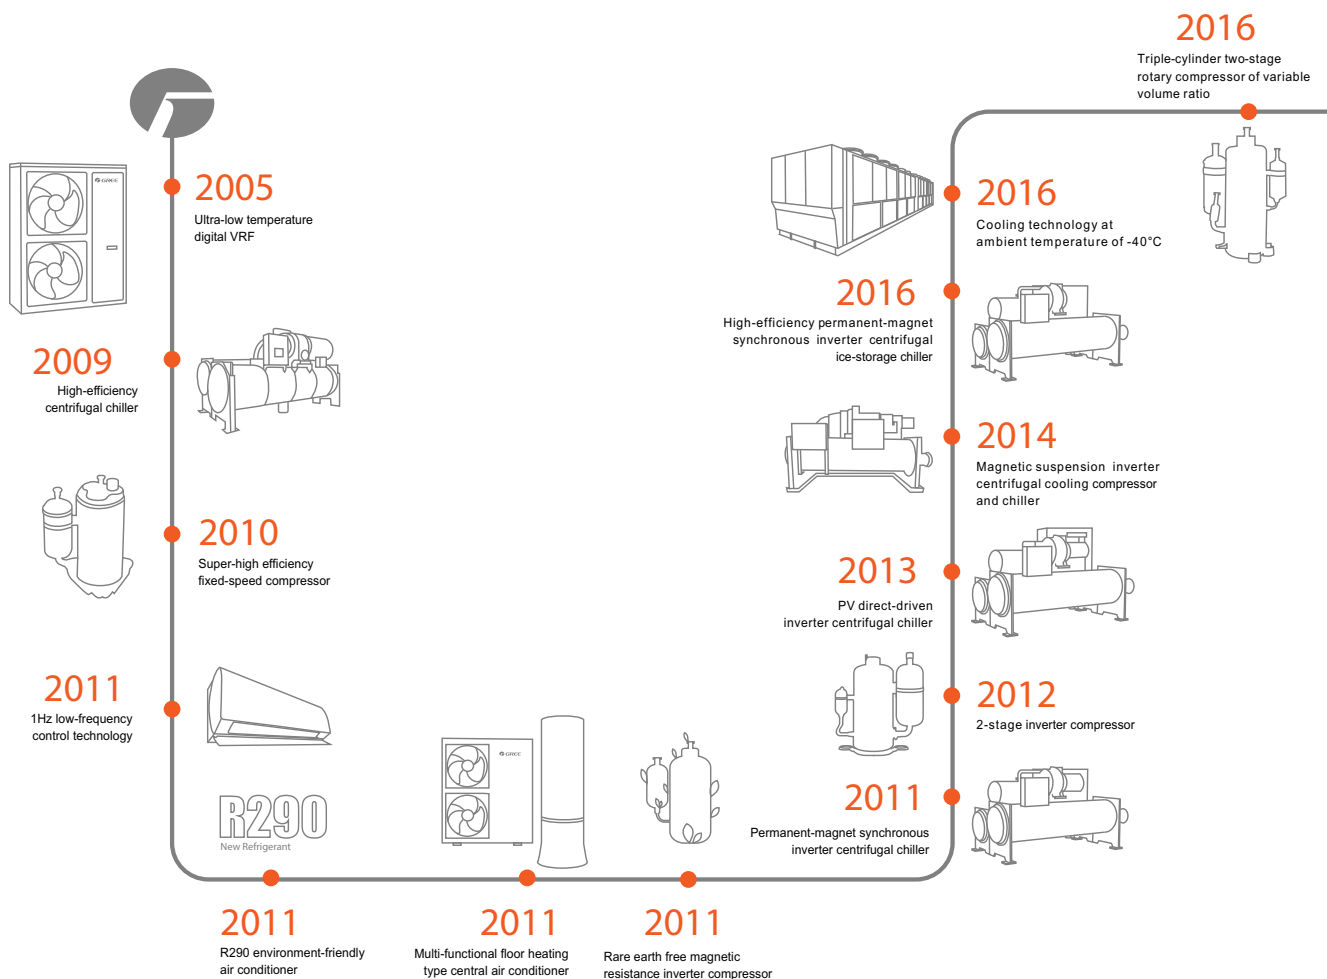 GREE
2005
Ultra-low temperature
digital VRF
2009
High-efficiency
centrifugal chiller
2010
Super-high efficiency
fixed-speed compressor
2011
1Hz low-frequency
control technology
R290
New Refrigerant
2011
R290 environment-friendly
air conditioner
GREE
2011
Multi-functional floor heating
type central air conditioner
2011
Rare earth free magnetic
resistance inverter compressor
2011
Permanent-magnet synchronous
inverter centrifugal chiller
2012
2-stage inverter compressor
2013
PV direct-driven
inverter centrifugal chiller
2014
Magnetic suspension inverter
centrifugal cooling compressor
and chiller
2016
High-efficiency permanent-magnet
synchronous inverter centrifugal
ice-storage chiller
2016
Cooling technology at
ambient temperature of -40°C
2016
Triple-cylinder two-stage
rotary compressor of variable
volume ratio